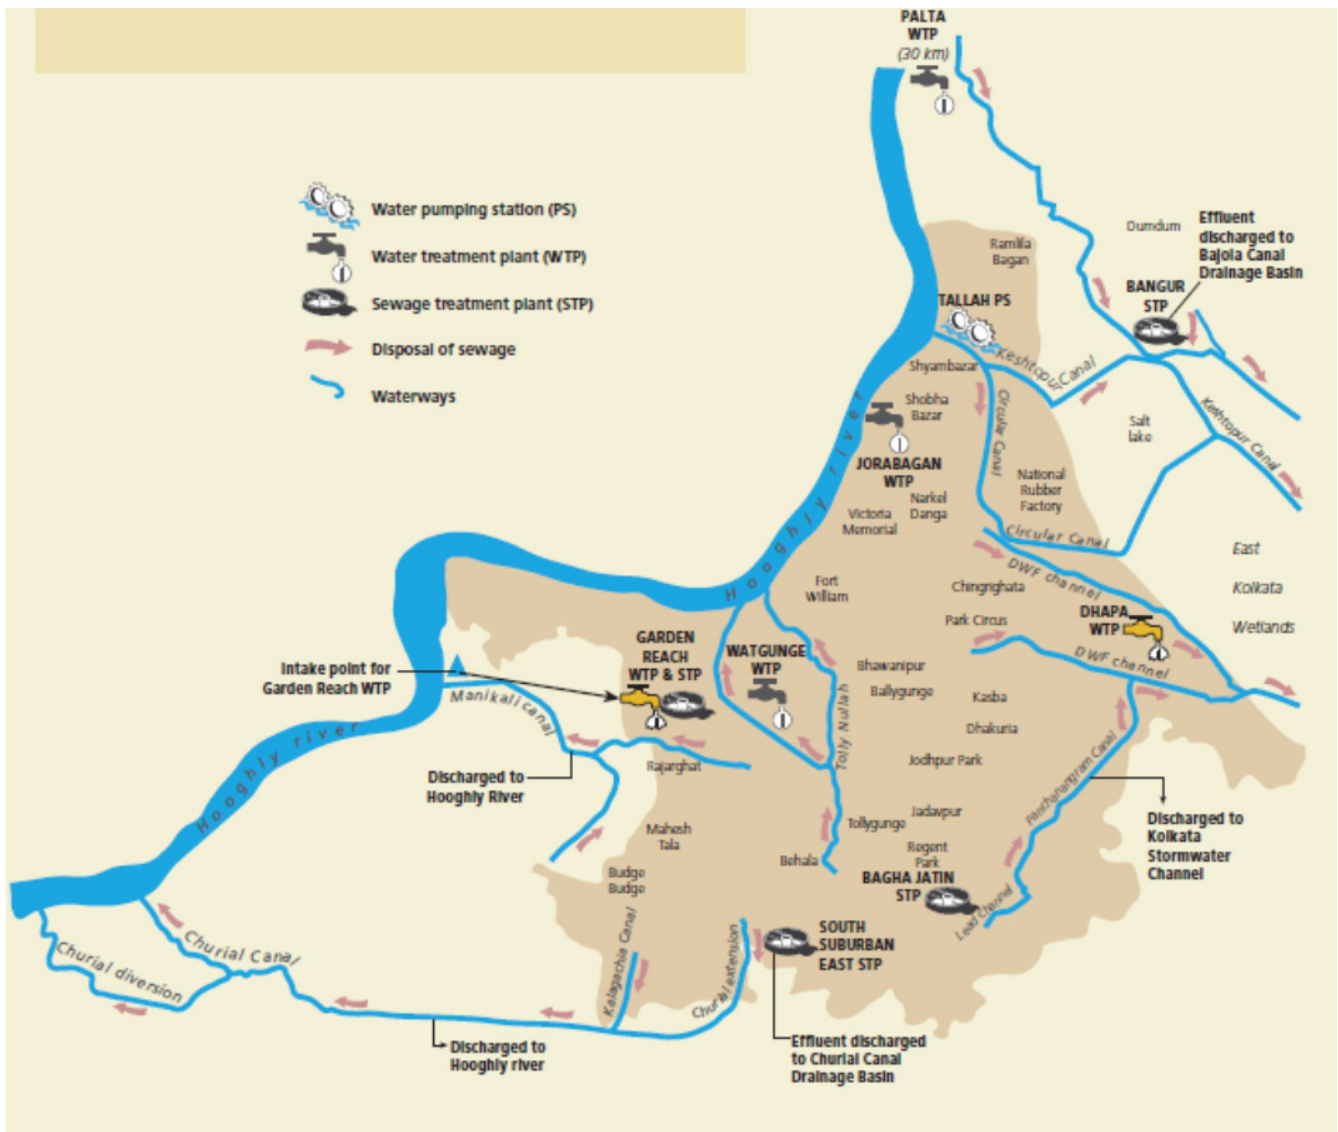 PALTA
WTP
(30 km)
Water pumping station (PS)
Water treatment plant (WTP)
Sewage treatment plant (STP)
Disposal of sewage
Waterways
Dumdum
Effluent
discharged to
Bajola Canal
Drainage Basin
Ramlila
Bagan
BANGUR
STP
TALLAH PS
Keshtopur Canal
Shyambazar
Circular Canal
Shobha
Bazar
Salt
lake
Keshtopur Canal
JORABAGAN
WTP
National
Rubber
Factory
Narkel
Danga
Victoria
Memorial
Hooghly river
Circular Canal
East
Kolkata
Wetlands
DWF channel
Chingrighata
Fort
William
DHAPA
WTP
Park Circus
DWF channel
GARDEN
REACH
WTP & STP
WATGUNGE
WTP
Intake point for
Garden Reach WTP
Bhawanipur
Ballygunge
Kasba
Manikali canal
Tolly Nullah
Dhakuria
Hooghly river
Jodhpur Park
Rajarghat
Discharged to
Hooghly River
Panchanangram Canal
Discharged to
Kolkata
Stormwater
Channel
Jadavpur
Tollygunge
Mahesh
Tala
Regent
Park
Behala
Budge
Budge
BAGHA JATIN
STP
Lead Channel
Kalagachia Canal
Churial extension
SOUTH
SUBURBAN
EAST STP
Churial Canal
Churial diversion
Discharged to
Hooghly river
Effluent discharged
to Churial Canal
Drainage Basin